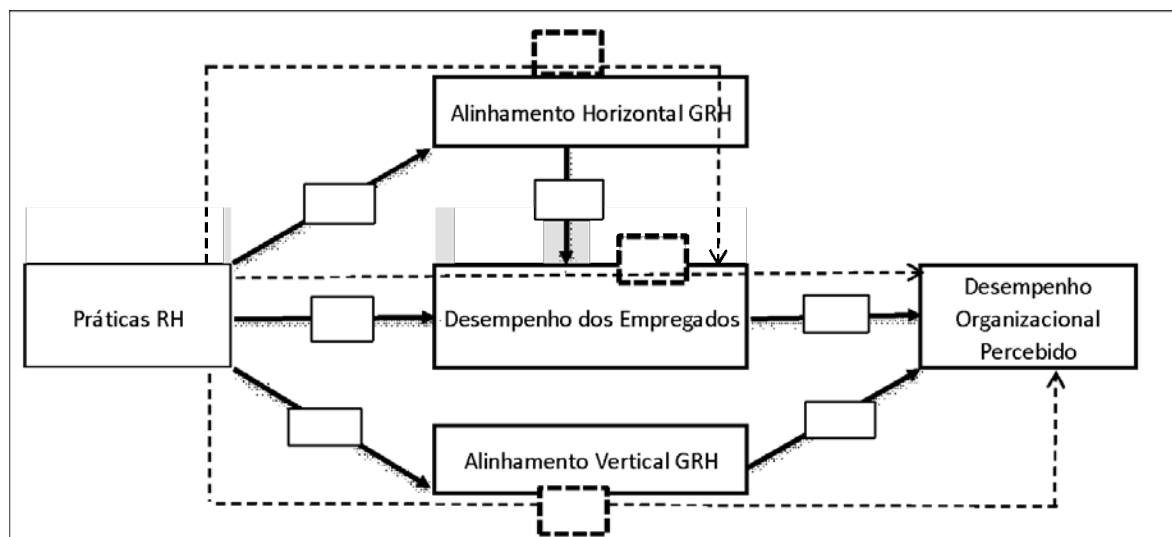 Alinhamento Horizontal GRH
Práticas RH
Desempenho dos Empregados
Desempenho
Organizacional
Percebido
Alinhamento Vertical GRH